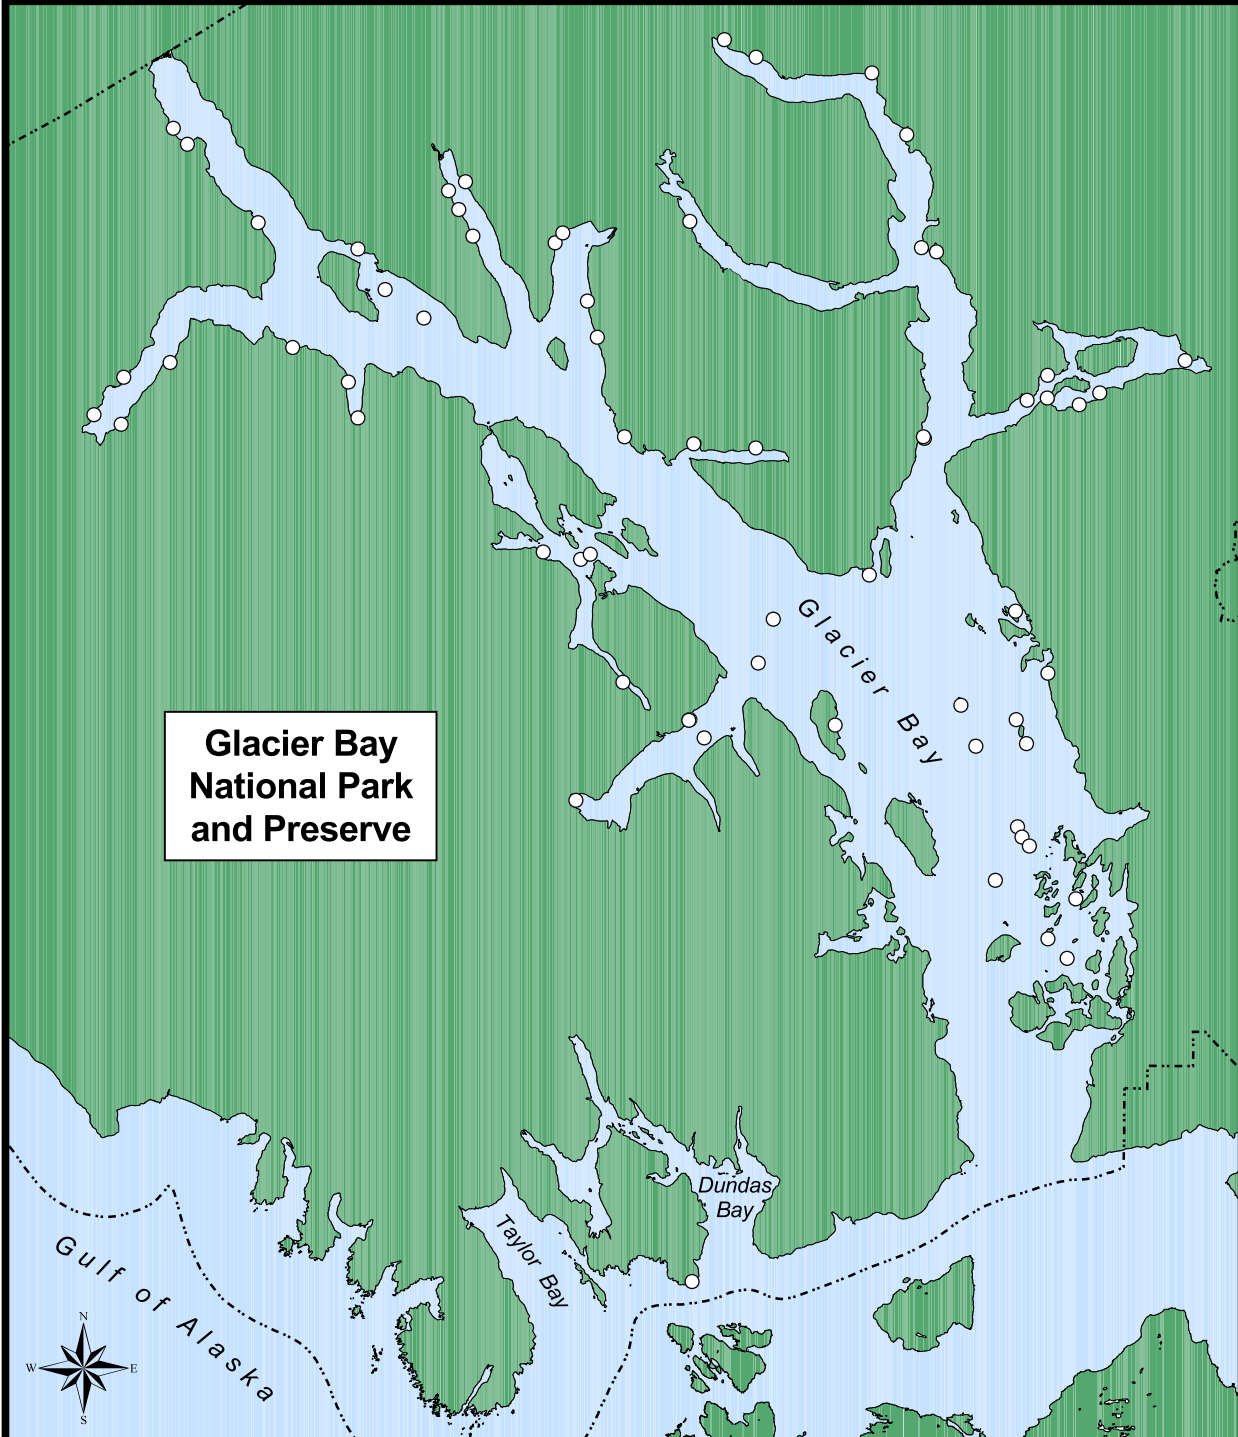 Glacier Bay
Glacier Bay
National Park
and Preserve
Dundas
Bay
Taylor Bay
Gulf of Alaska
N
W
E
S